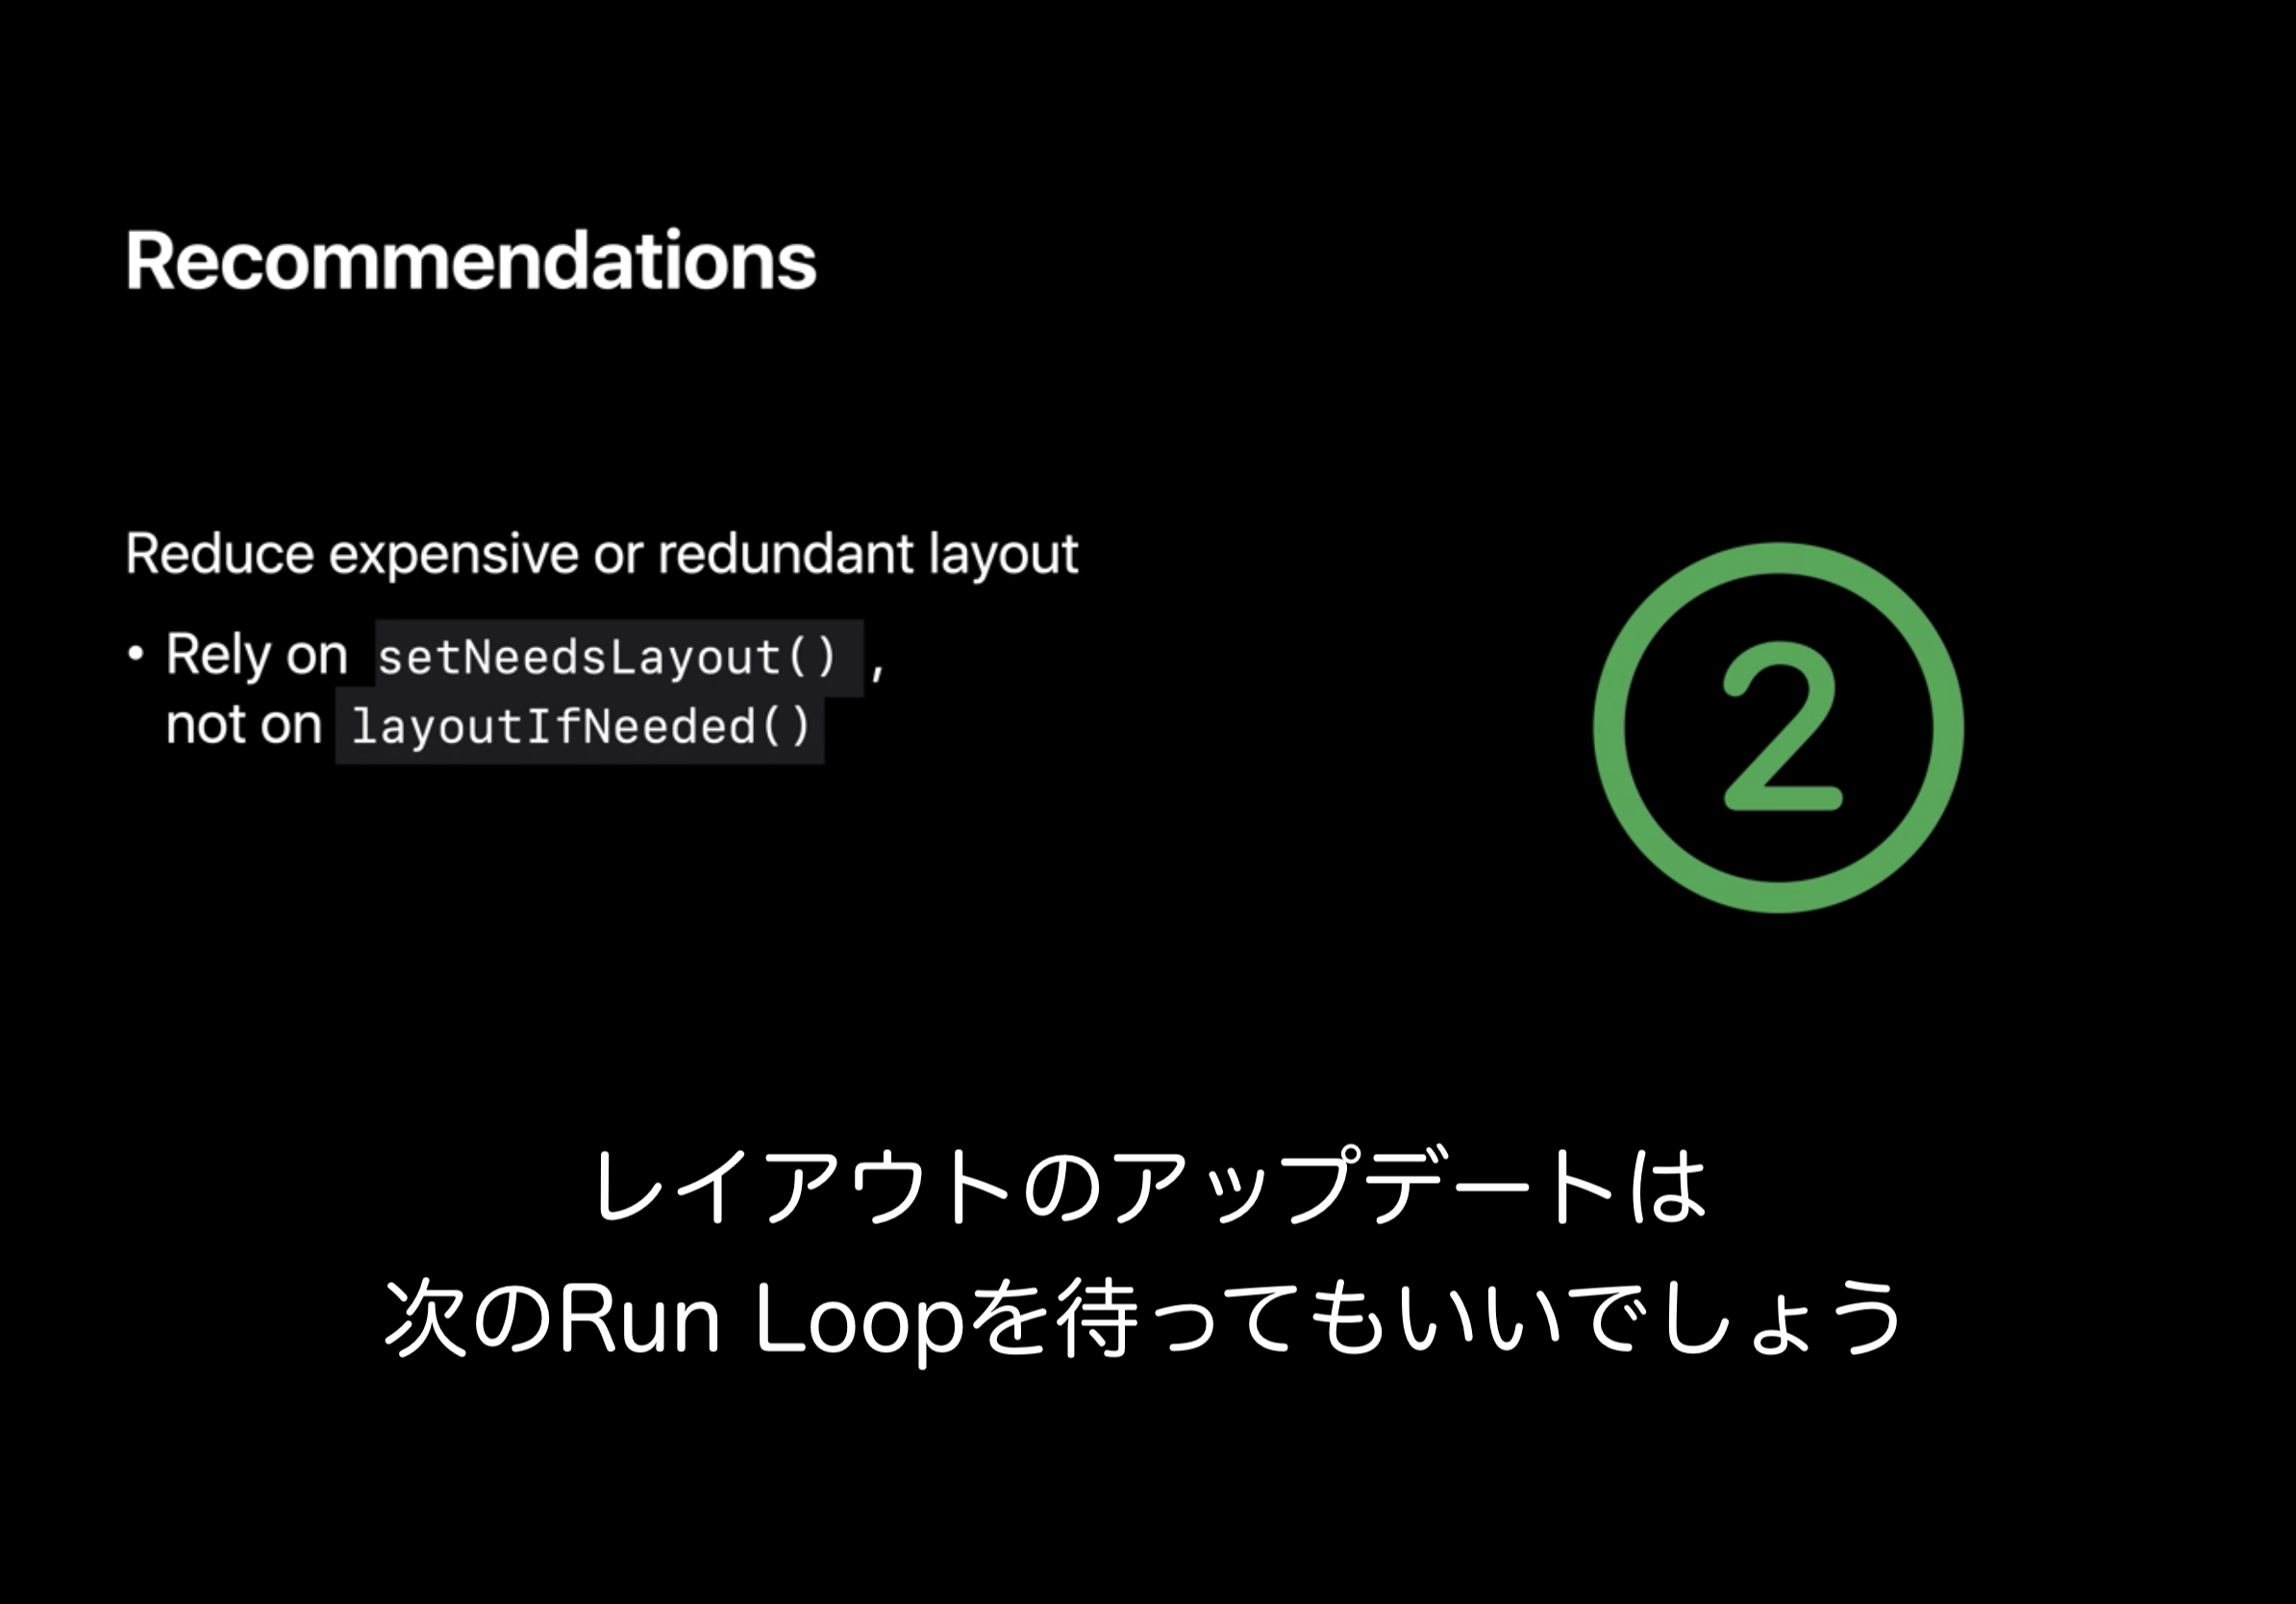 Recommendations
Reduce expensive or redundant layout
• Rely on setNeedsLayout() ,
not on layoutIfNeeded()
2
レイアウトのアップデートは
次のRun Loopを待ってもいいでしょう